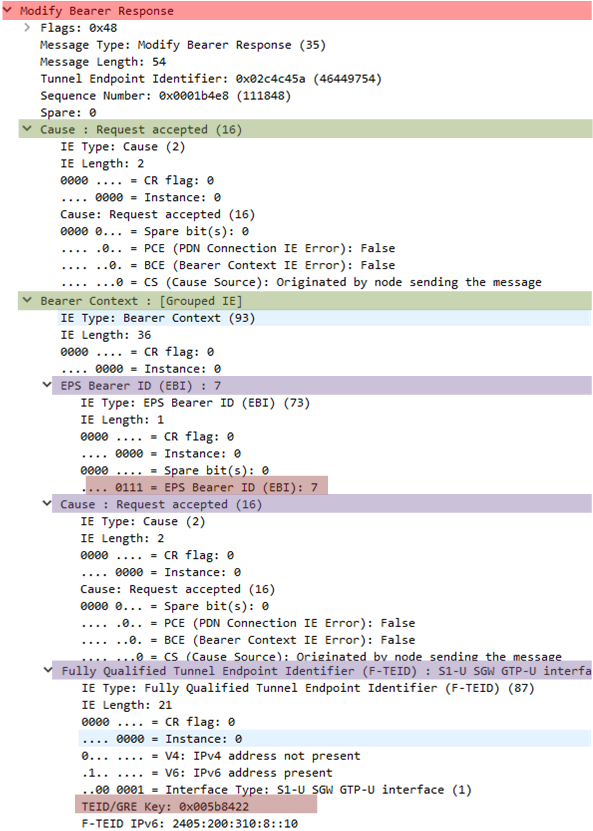 Modify Bearer Response
Flags: 0x48
Message Type: Modify Bearer Response (35)
Message Length: 54
Tunnel Endpoint Identifier: 0x02c4c45a (46449754)
Sequence Number: 0x0001b4e8 (111848)
Spare: 0
Cause : Request accepted (16)
IE Type: Cause (2)
IE Length: 2
0000 .... = CR flag: 0
.... 0000 = Instance: 0
Cause: Request accepted (16)
0000 0... = Spare bit(s): 0
.... .0.. = PCE (PDN Connection IE Error): False
.... ..0. = BCE (Bearer Context IE Error): False
.... ...0 = CS (Cause Source): Originated by node sending the message
Bearer Context : [Grouped IE]
IE Type: Bearer Context (93)
IE Length: 36
0000 .... = CR flag: 0
.... 0000 = Instance: 0
EPS Bearer ID (EBI) : 7
IE Type: EPS Bearer ID (EBI) (73)
IE Length: 1
0000 .... = CR flag: 0
.... 0000 = Instance: 0
0000 .... = Spare bit(s): 0
.... 0111 = EPS Bearer ID (EBI): 7
Cause : Request accepted (16)
IE Type: Cause (2)
IE Length: 2
0000 .... = CR flag: 0
.... 0000 = Instance: 0
Cause: Request accepted (16)
0000 0... = Spare bit(s): 0
.... .0.. = PCE (PDN Connection IE Error): False
.... ..0. = BCE (Bearer Context IE Error): False
.... ...0 = CS (Cause Source): Originated by node sending the message
Fully Qualified Tunnel Endpoint Identifier (F-TEID) : S1-U SGW GTP-U interfa
IE Type: Fully Qualified Tunnel Endpoint Identifier (F-TEID) (87)
IE Length: 21
0000 .... = CR flag: 0
.... 0000 = Instance: 0
0... .... = V4: IPv4 address not present
.1.. .... = V6: IPv6 address present
..00 0001 = Interface Type: S1-U SGW GTP-U interface (1)
TEID/GRE Key: 0x005b8422
F-TEID IPv6: 2405:200:310:8::10